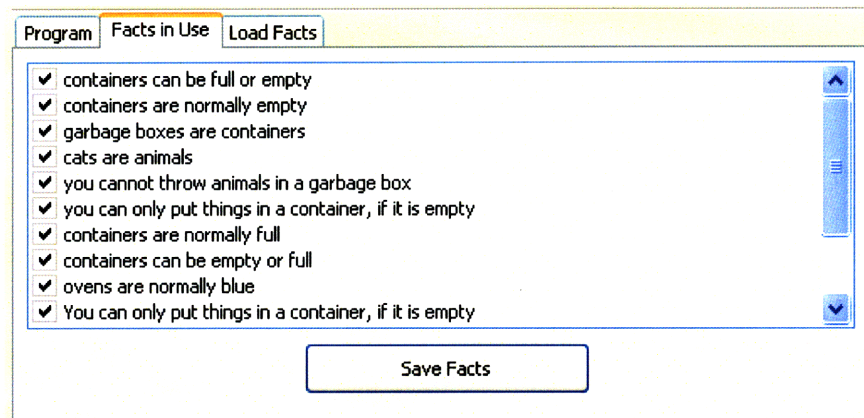 Program Facts in Use Load Facts
containers can be full or empty
containers are normally empty
garbage boxes are containers
cats are animals
you cannot throw animals in a garbage box
you can only put things in a container, if it is empty
containers are normally full
containers can be empty or full
ovens are normally blue
You can only put things in a container, if it is empty
Save Facts